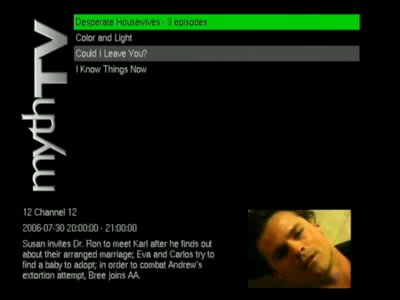 mythTV
Desperate Housewives - 3 episodes
Color and Light
Could I Leave You?
I Know Things Now
12 Channel 12
2006-07-30 20:00:00 - 21:00:00
Susan invites Dr. Ron to meet Karl after he finds out
about their arranged marriage; Eva and Carlos try to
find a baby to adopt; in order to combat Andrew's
extortion attempt, Bree joins AA.